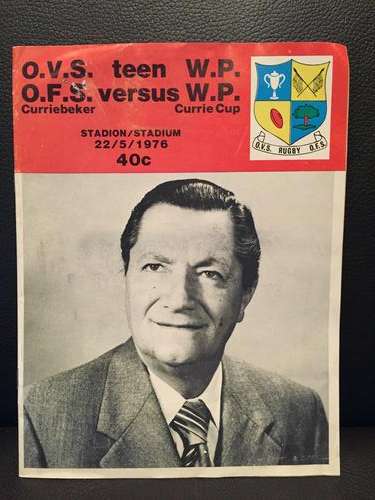 O.V.S. teen W.P.
O.F.S. versus W.P.
Curriebeker Currie Cup
STADION/STADIUM
22/5/1976
40c
O.V.S. RUGBY O.F.S.